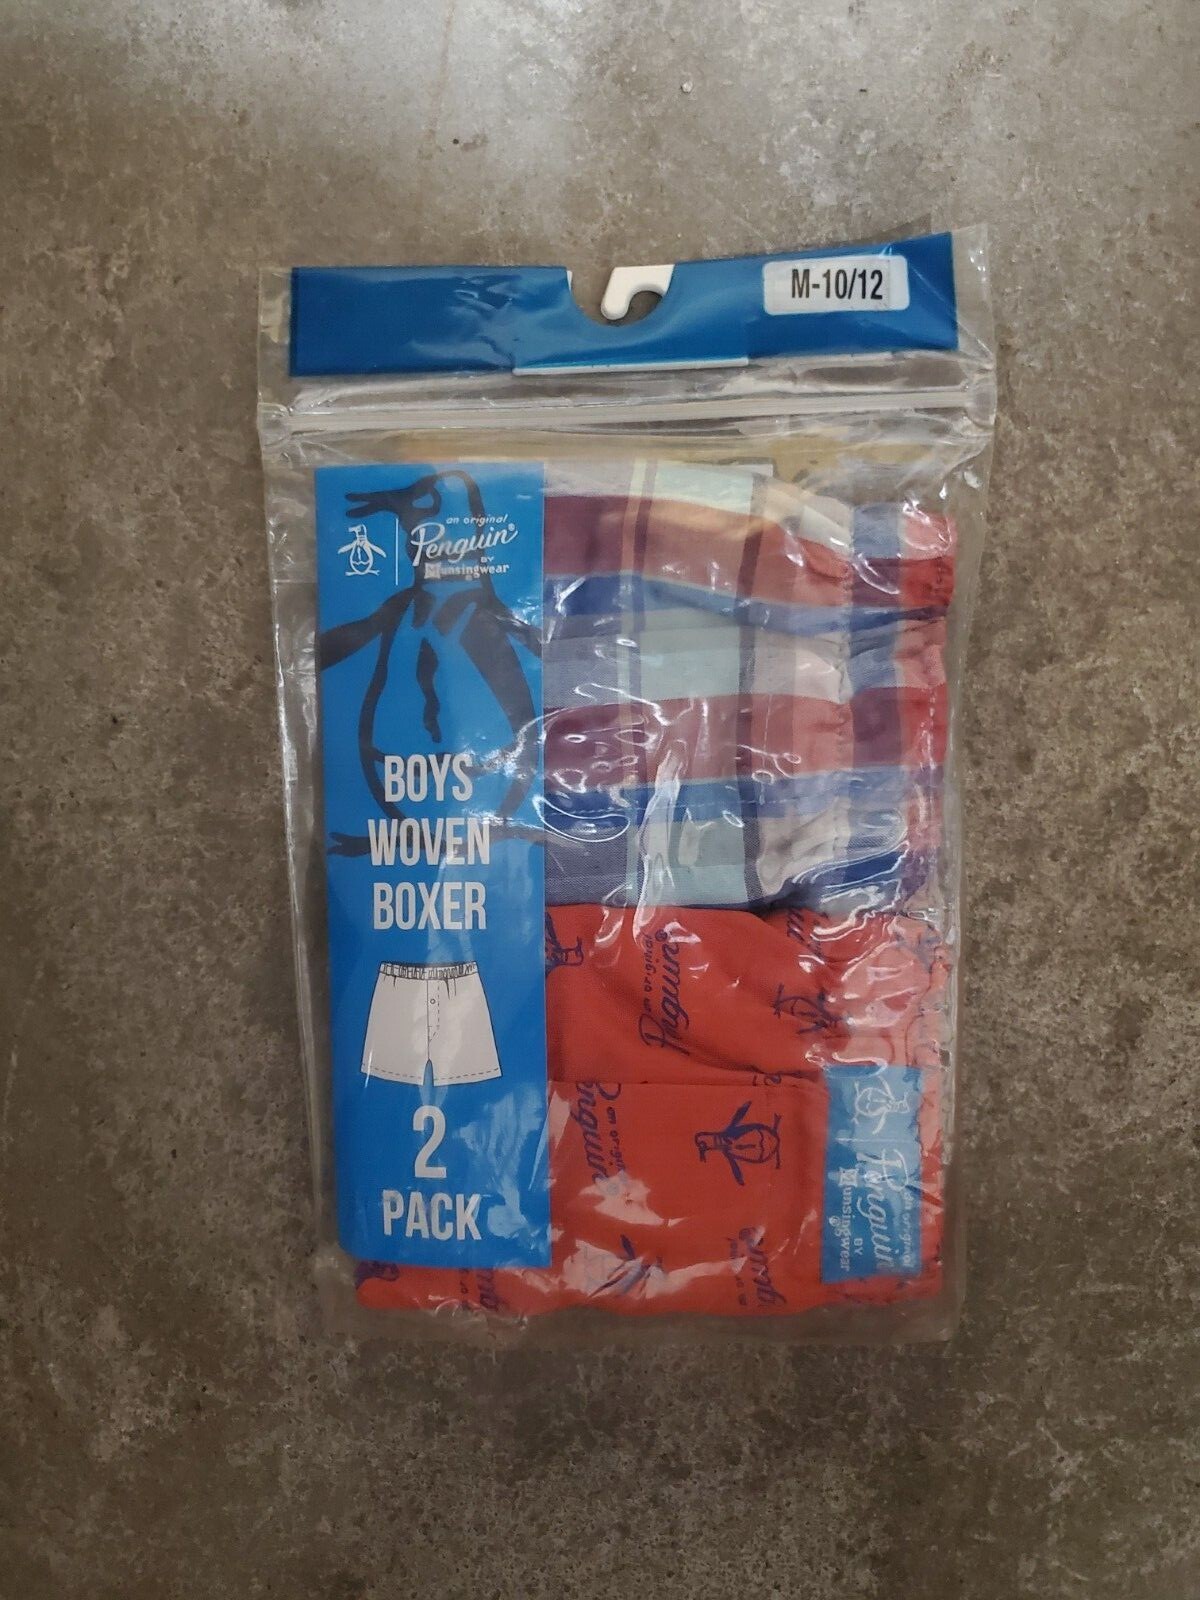 M-10/12
an original
Penguin®
BY
Munsingwear
BOYS
WOVEN
BOXER
2
PACK
an original
Penguin®
an original
Penguin
BY
Munsingwear®